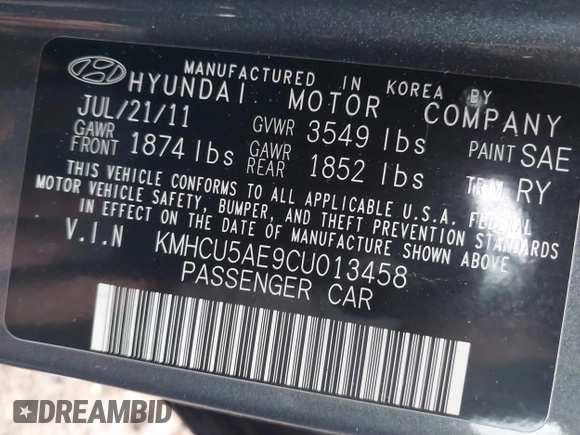 MANUFACTURED IN KOREA BY
HYUNDAI MOTOR COMPANY
JUL/21/11 GVWR 3549 lbs PAINT SAE
GAWR FRONT 1874 lbs GAWR REAR 1852 lbs TRIM RY
THIS VEHICLE CONFORMS TO ALL APPLICABLE U.S.A. FEDERAL
MOTOR VEHICLE SAFETY, BUMPER, AND THEFT PREVENTION STANDARDS
IN EFFECT ON THE DATE OF MANUFACTURE SHOWN ABOVE.
V.I.N KMHCU5AE9CU013458
PASSENGER CAR
DREAMBID